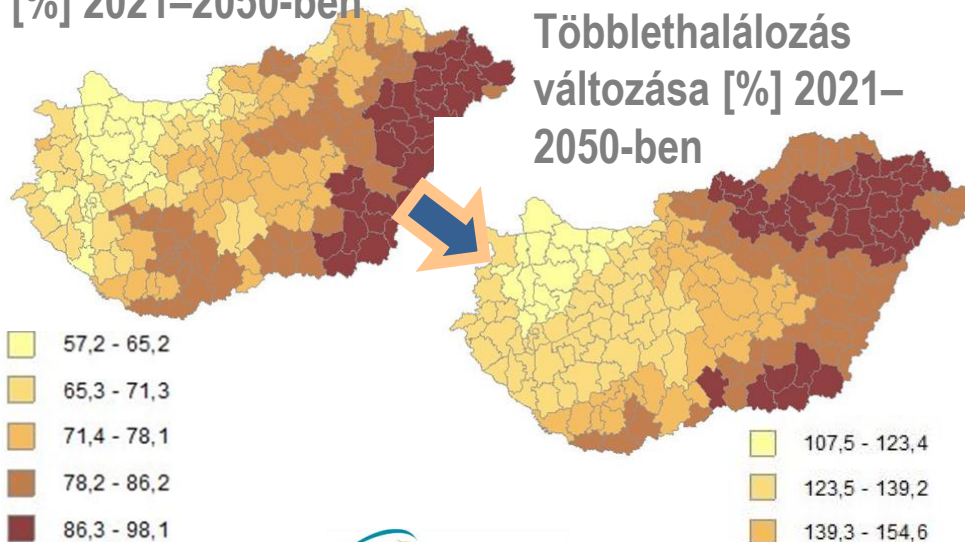 [%] 2021–2050-ben
Többlethalálozás
változása [%] 2021–
2050-ben
57,2 - 65,2
65,3 - 71,3
71,4 - 78,1
78,2 - 86,2
86,3 - 98,1
107,5 - 123,4
123,5 - 139,2
139,3 - 154,6